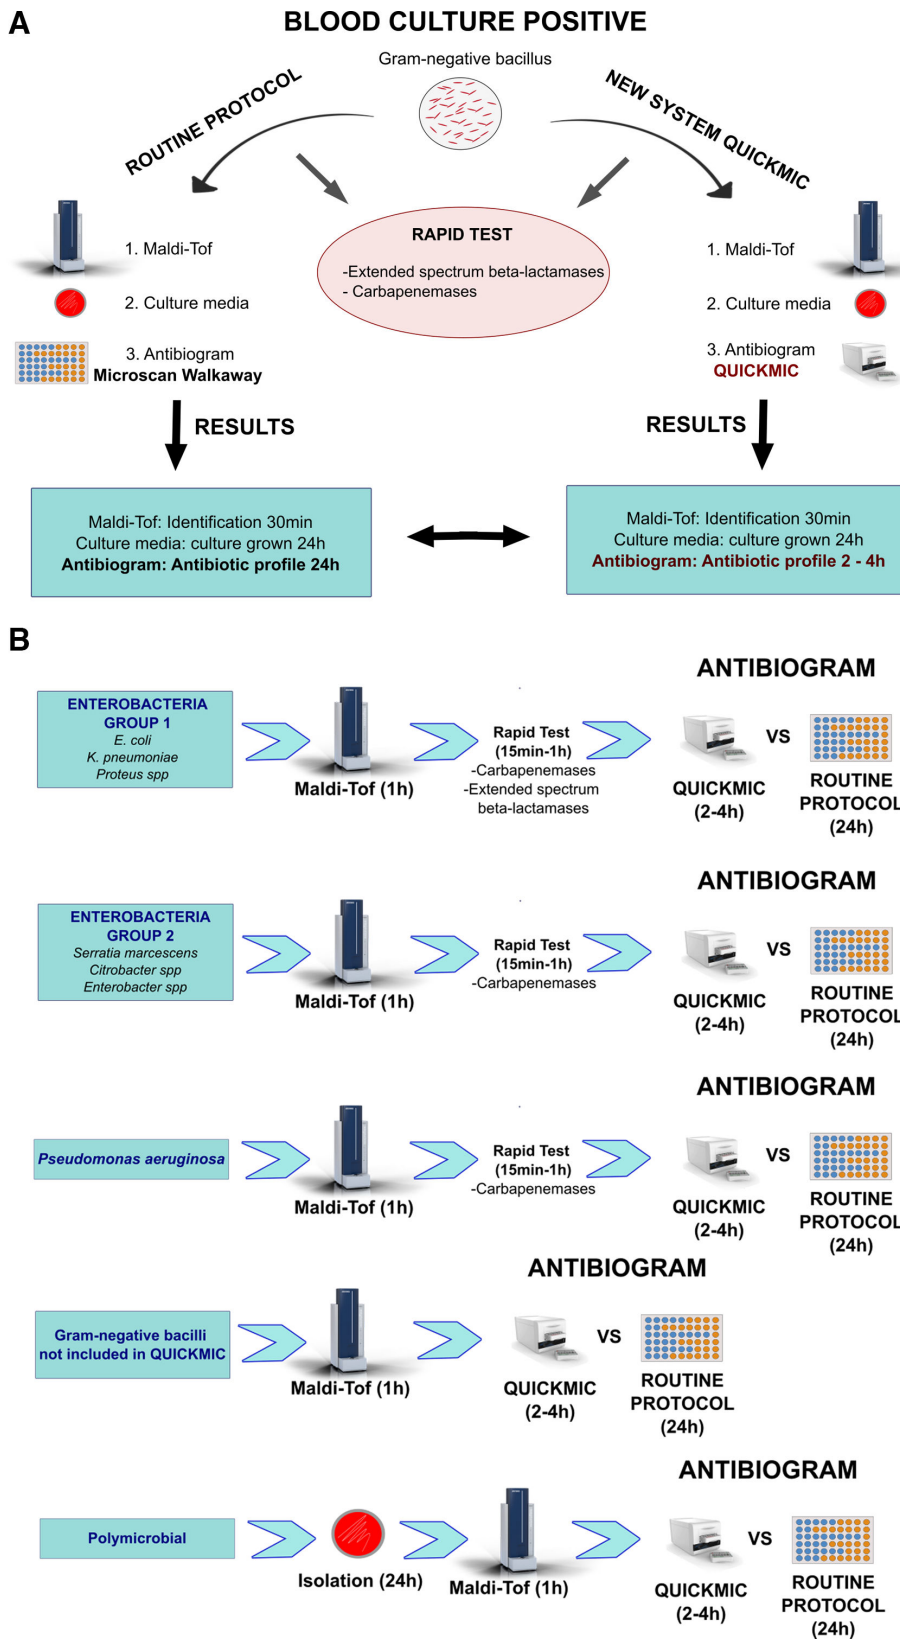 A
BLOOD CULTURE POSITIVE
Gram-negative bacillus
ROUTINE PROTOCOL
NEW SYSTEM QUICKMIC
RAPID TEST
-Extended spectrum beta-lactamases
- Carbapenemases
1. Maldi-Tof
2. Culture media
3. Antibiogram
Microscan Walkaway
1. Maldi-Tof
2. Culture media
3. Antibiogram
QUICKMIC
RESULTS
RESULTS
Maldi-Tof: Identification 30min
Culture media: culture grown 24h
Antibiogram: Antibiotic profile 24h
Maldi-Tof: Identification 30min
Culture media: culture grown 24h
Antibiogram: Antibiotic profile 2 - 4h
B
ENTEROBACTERIA
GROUP 1
E. coli
K. pneumoniae
Proteus spp
Maldi-Tof (1h)
Rapid Test
(15min-1h)
-Carbapenemases
-Extended spectrum
beta-lactamases
ANTIBIOGRAM
QUICKMIC
(2-4h)
VS
ROUTINE
PROTOCOL
(24h)
ENTEROBACTERIA
GROUP 2
Serratia marcescens
Citrobacter spp
Enterobacter spp
Maldi-Tof (1h)
Rapid Test
(15min-1h)
-Carbapenemases
ANTIBIOGRAM
QUICKMIC
(2-4h)
VS
ROUTINE
PROTOCOL
(24h)
Pseudomonas aeruginosa
Maldi-Tof (1h)
Rapid Test
(15min-1h)
-Carbapenemases
ANTIBIOGRAM
QUICKMIC
(2-4h)
VS
ROUTINE
PROTOCOL
(24h)
Gram-negative bacilli
not included in QUICKMIC
Maldi-Tof (1h)
ANTIBIOGRAM
QUICKMIC
(2-4h)
VS
ROUTINE
PROTOCOL
(24h)
Polymicrobial
Isolation (24h)
Maldi-Tof (1h)
ANTIBIOGRAM
QUICKMIC
(2-4h)
VS
ROUTINE
PROTOCOL
(24h)